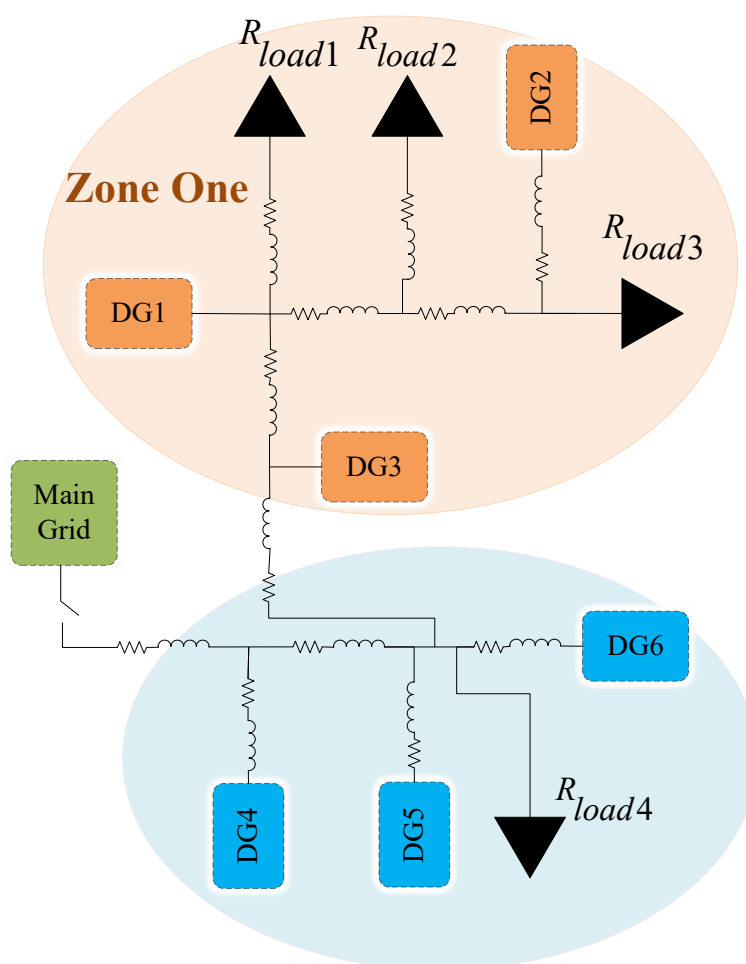 R load1
R load2
DG2
Zone One
R load3
DG1
DG3
Main
Grid
DG6
DG4
DG5
R load4